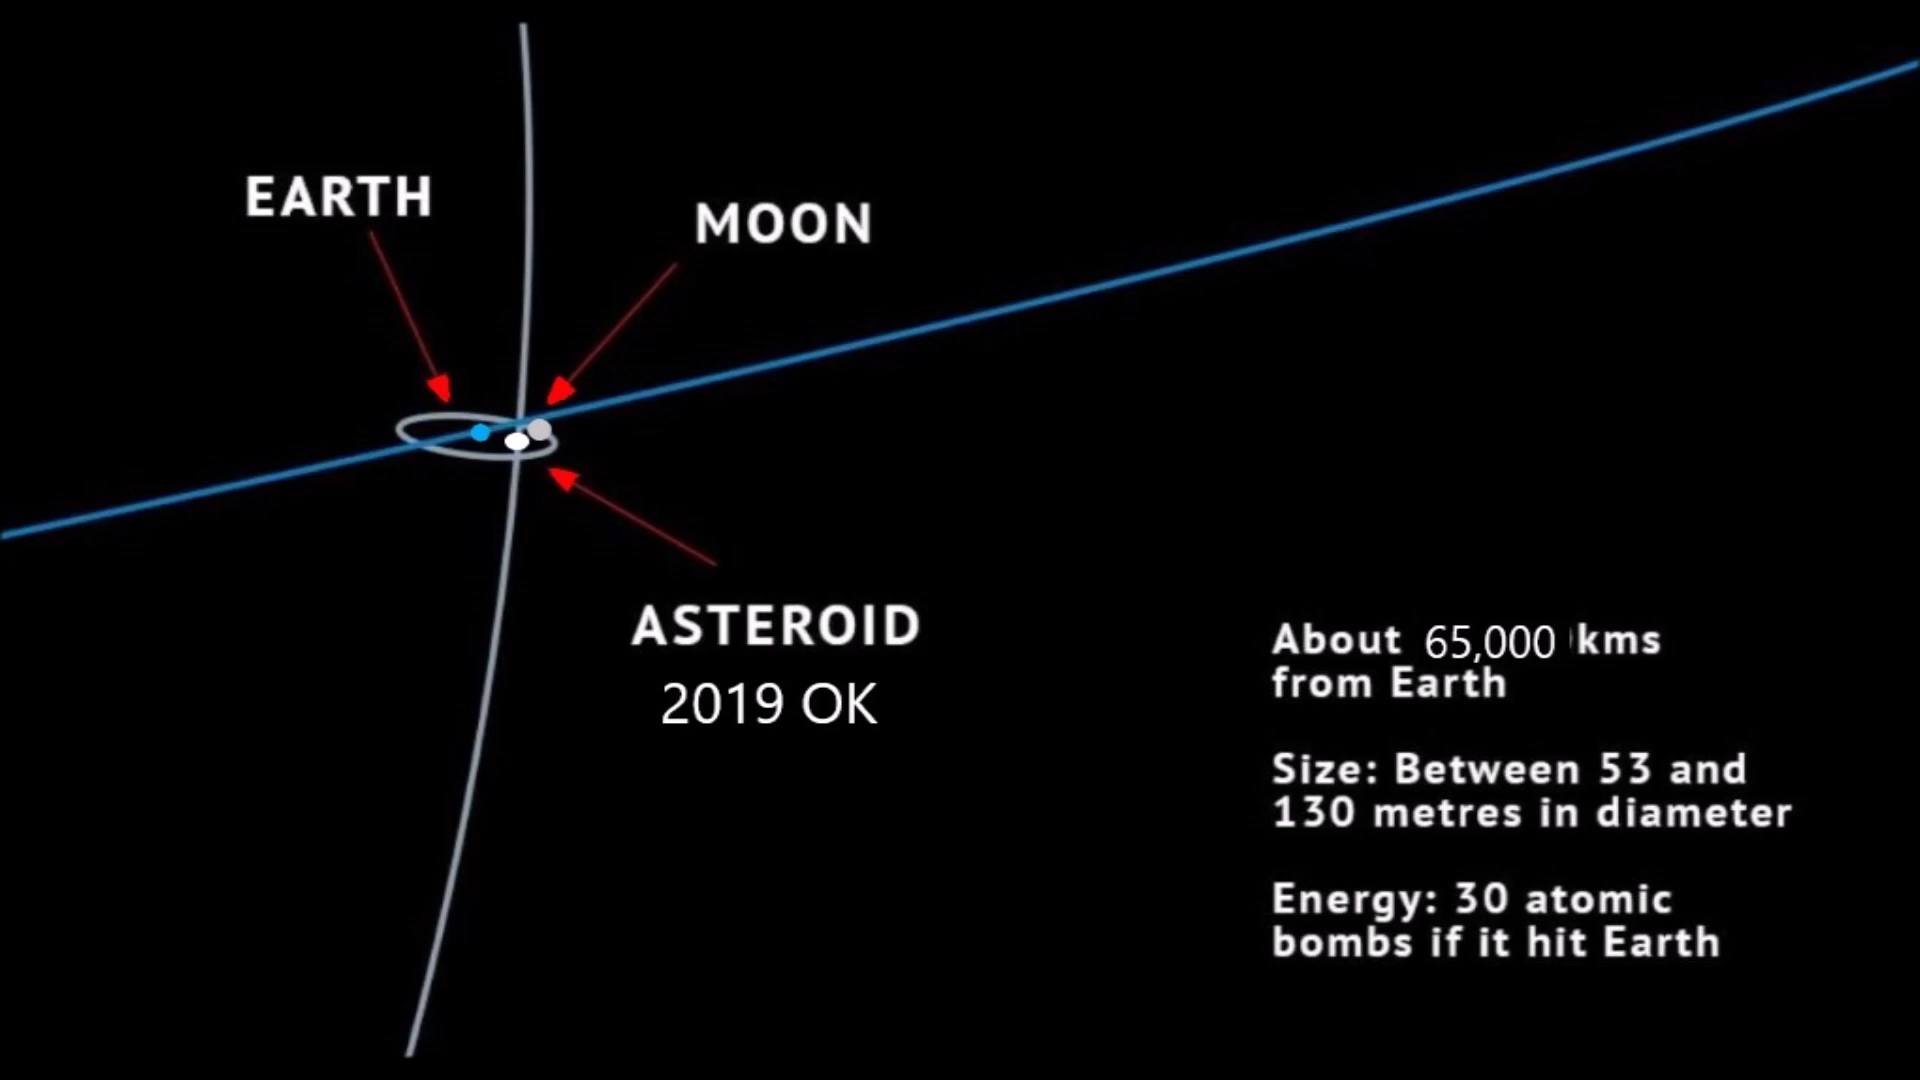 EARTH
MOON
ASTEROID
2019 OK
About 65,000 kms
from Earth
Size: Between 53 and
130 metres in diameter
Energy: 30 atomic
bombs if it hit Earth